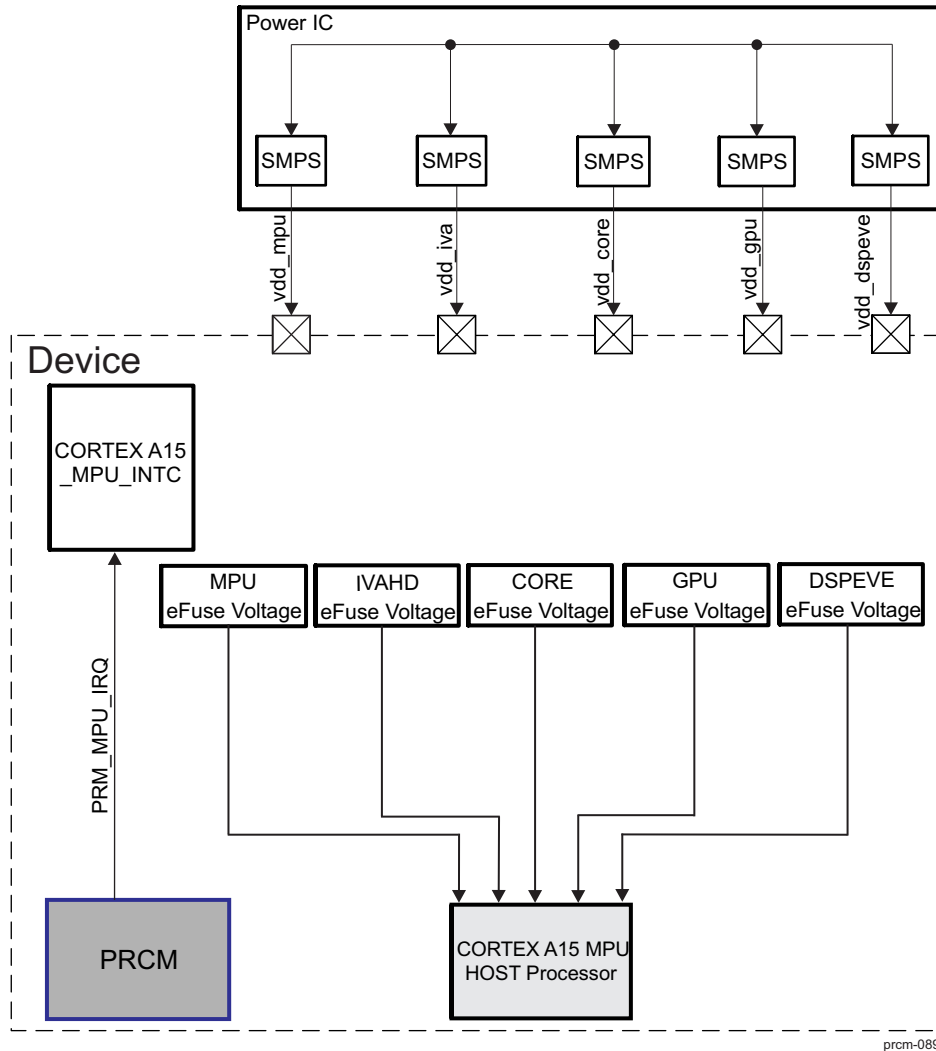 Power IC
SMPS
SMPS
SMPS
SMPS
SMPS
vdd_mpu
vdd_iva
vdd_core
vdd_gpu
vdd_dspeve
Device
CORTEX A15
_MPU_INTC
MPU
eFuse Voltage
IVAHD
eFuse Voltage
CORE
eFuse Voltage
GPU
eFuse Voltage
DSPEVE
eFuse Voltage
PRM_MPU_IRQ
PRCM
CORTEX A15 MPU
HOST Processor
prcm-089